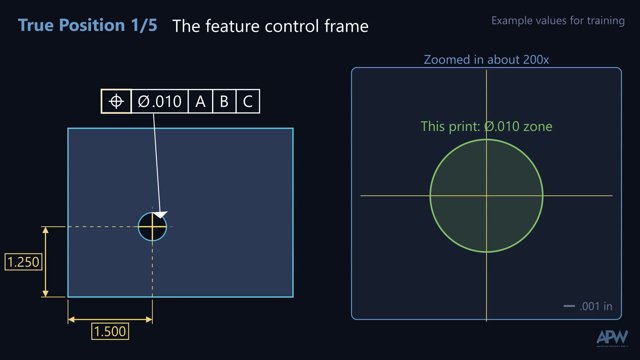 True Position 1/5 The feature control frame
Example values for training
Zoomed in about 200x
⌖ Ø.010 A B C
This print: Ø.010 zone
1.250
1.500
.001 in
APW